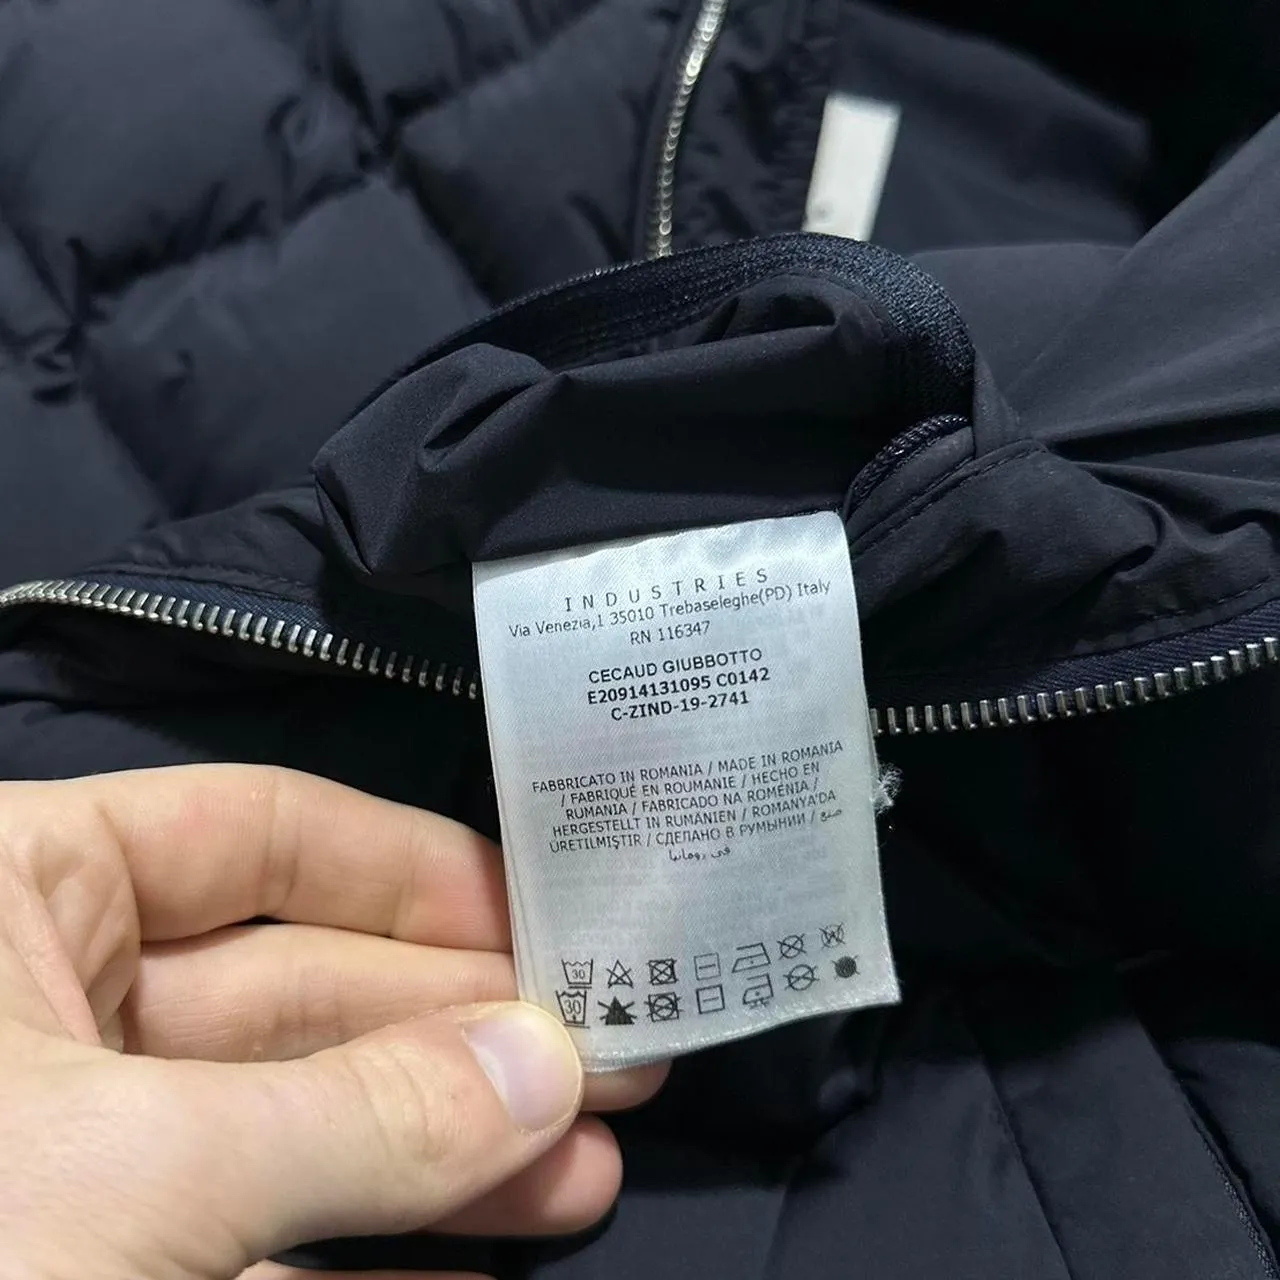 INDUSTRIES
Via Venezia,1 35010 Trebaseleghe(PD) Italy
RN 116347
CECAUD GIUBBOTTO
E20914131095 C0142
C-ZIND-19-2741
FABBRICATO IN ROMANIA / MADE IN ROMANIA
/ FABRIQUÉ EN ROUMANIE / HECHO EN
RUMANIA / FABRICADO NA ROMÉNIA /
HERGESTELLT IN RUMÄNIEN / ROMANYA'DA
ÜRETILMIŞTIR / СДЕЛАНО В РУМЫНИИ / صنع
في رومانيا
30 W
30